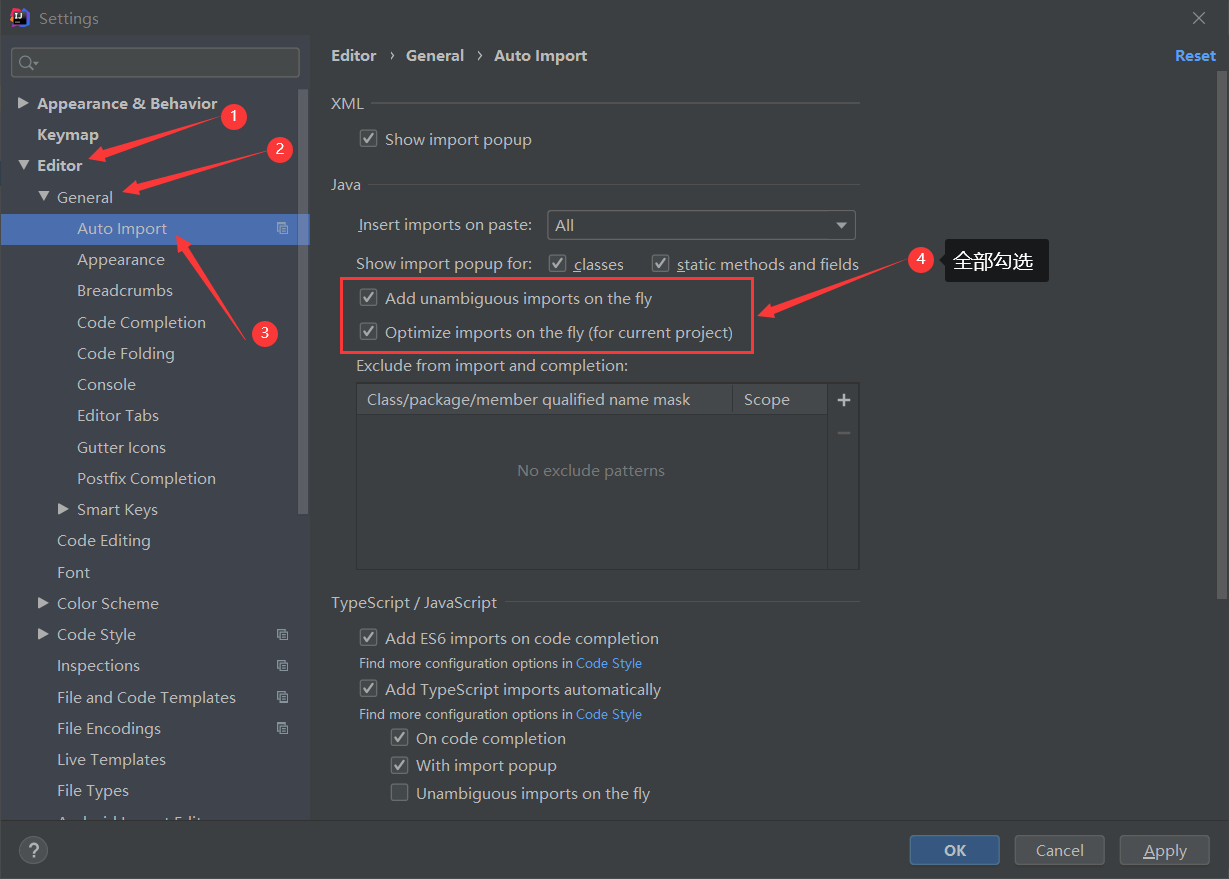 Settings
Editor › General › Auto Import
Reset
Appearance & Behavior
Keymap
Editor
General
Auto Import
Appearance
Breadcrumbs
Code Completion
Code Folding
Console
Editor Tabs
Gutter Icons
Postfix Completion
Smart Keys
Code Editing
Font
Color Scheme
Code Style
Inspections
File and Code Templates
File Encodings
Live Templates
File Types
1
2
3
XML
Show import popup
Java
Insert imports on paste: All
Show import popup for: classes static methods and fields
4 全部勾选
Add unambiguous imports on the fly
Optimize imports on the fly (for current project)
Exclude from import and completion:
Class/package/member qualified name mask Scope
No exclude patterns
TypeScript / JavaScript
Add ES6 imports on code completion
Find more configuration options in Code Style
Add TypeScript imports automatically
Find more configuration options in Code Style
On code completion
With import popup
Unambiguous imports on the fly
?
OK Cancel Apply